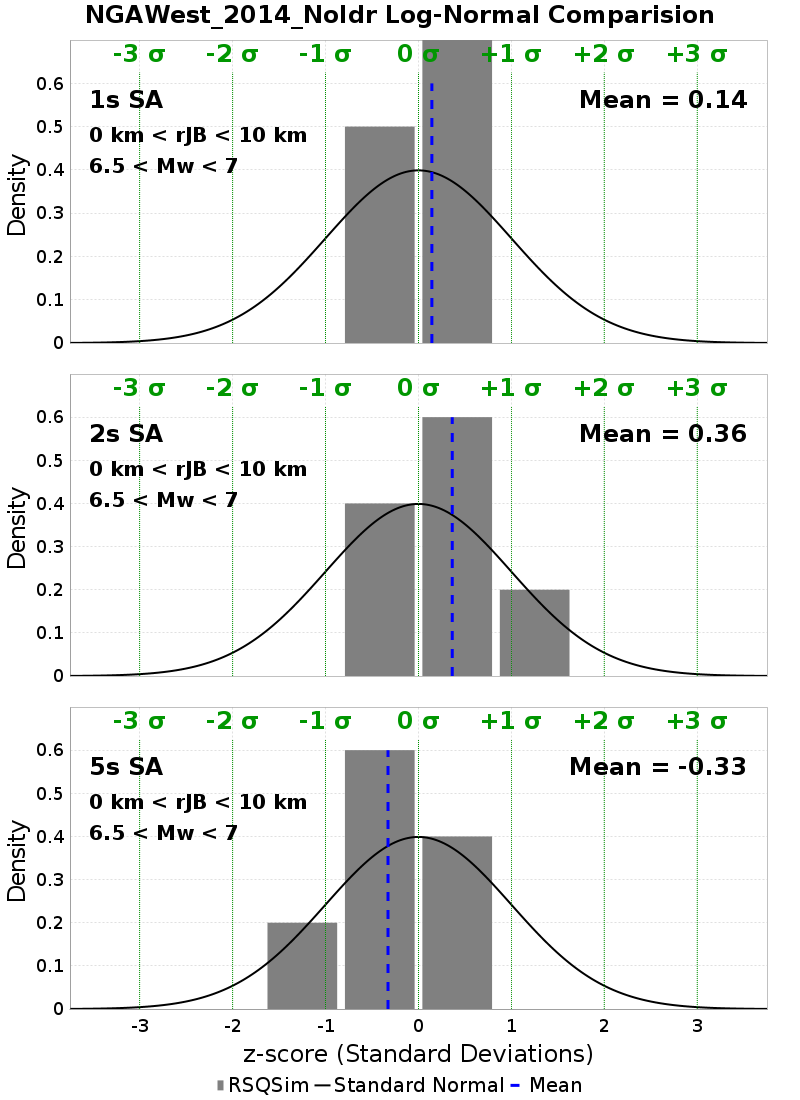 NGAWest_2014_NoIdr Log-Normal Comparision
-3 σ -2 σ -1 σ 0 σ +1 σ +2 σ +3 σ
0.6
1s SA Mean = 0.14
0.5 0 km < rJB < 10 km
6.5 < Mw < 7
0.4
Density
0.3
0.2
0.1
0
-3 σ -2 σ -1 σ 0 σ +1 σ +2 σ +3 σ
0.6
2s SA Mean = 0.36
0.5 0 km < rJB < 10 km
6.5 < Mw < 7
0.4
Density
0.3
0.2
0.1
0
-3 σ -2 σ -1 σ 0 σ +1 σ +2 σ +3 σ
0.6
5s SA Mean = -0.33
0.5 0 km < rJB < 10 km
6.5 < Mw < 7
0.4
Density
0.3
0.2
0.1
0
-3 -2 -1 0 1 2 3
z-score (Standard Deviations)
RSQSim Standard Normal Mean